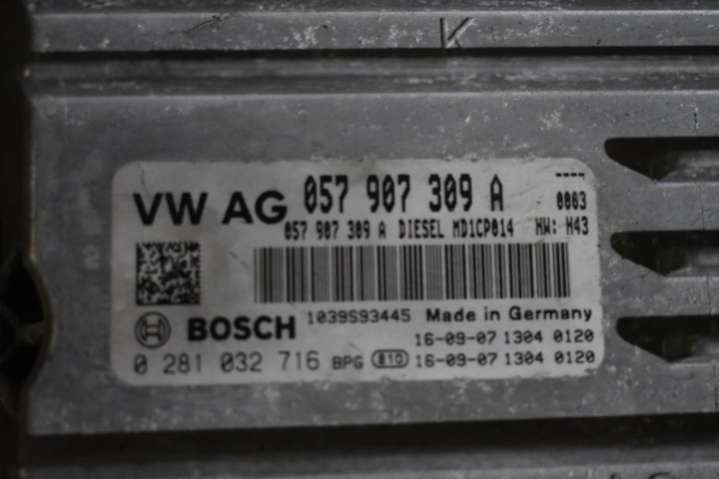 K
VW AG 057 907 309 A ----
0003
057 907 309 A DIESEL MD1CP014 HW: H43
1039S93445 Made in Germany
BOSCH 16-09-07 1304 0120
0 281 032 716 BPG 810 16-09-07 1304 0120